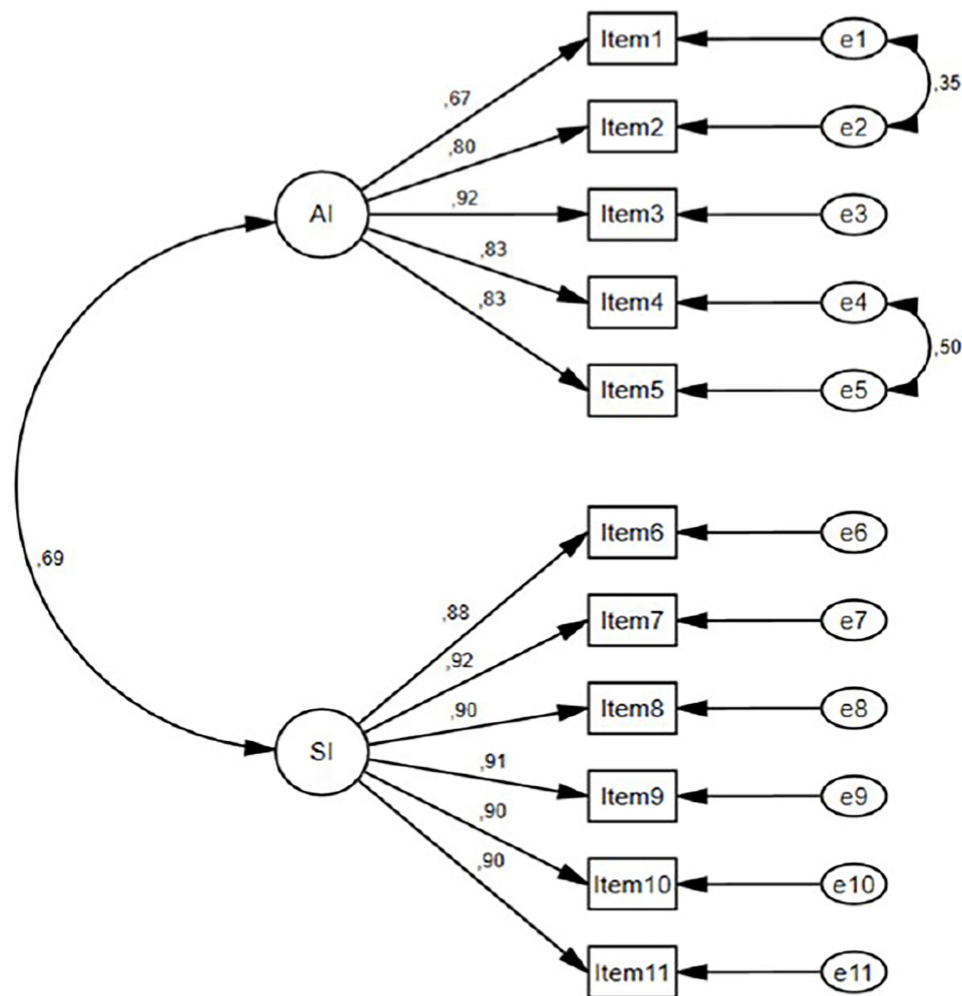 Item1 e1
,35
,67
Item2 e2
,80
AI ,92 Item3 e3
,83
Item4 e4
,50
,83
Item5 e5
Item6 e6
,69
,88
Item7 e7
,92
,90 Item8 e8
SI
,91
Item9 e9
,90
,90
Item10 e10
Item11 e11